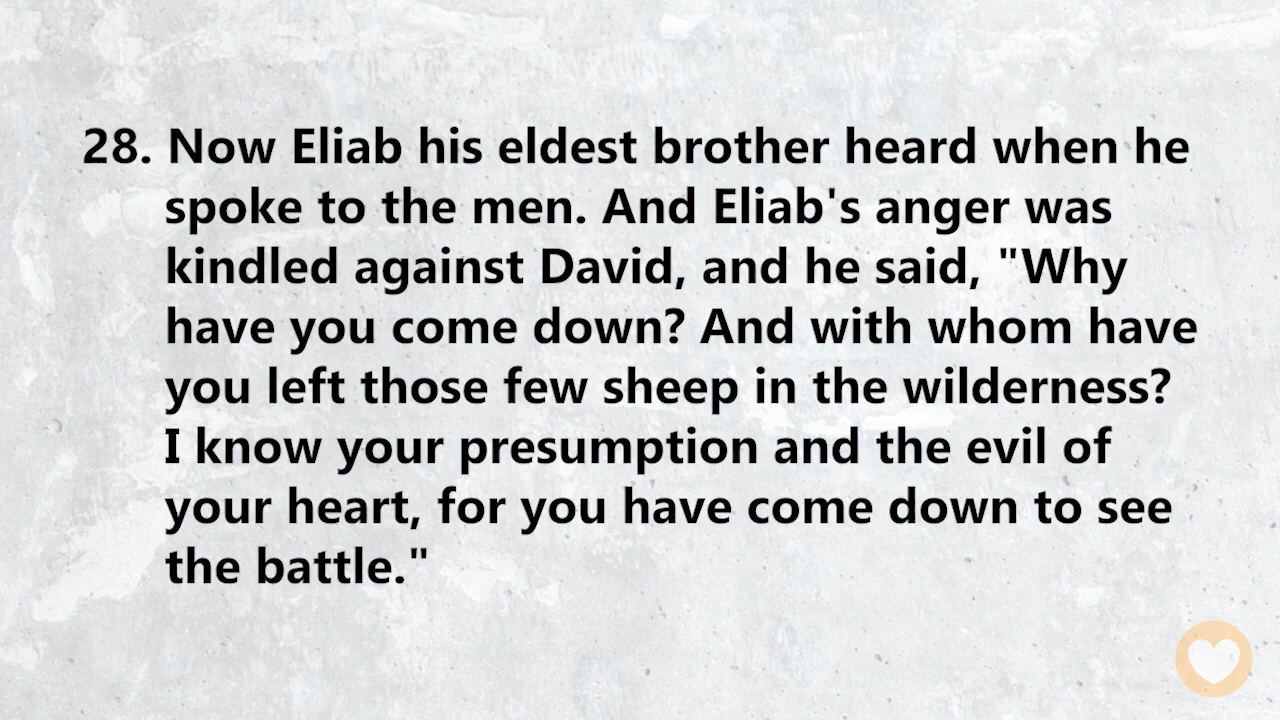 28. Now Eliab his eldest brother heard when he
spoke to the men. And Eliab's anger was
kindled against David, and he said, "Why
have you come down? And with whom have
you left those few sheep in the wilderness?
I know your presumption and the evil of
your heart, for you have come down to see
the battle."